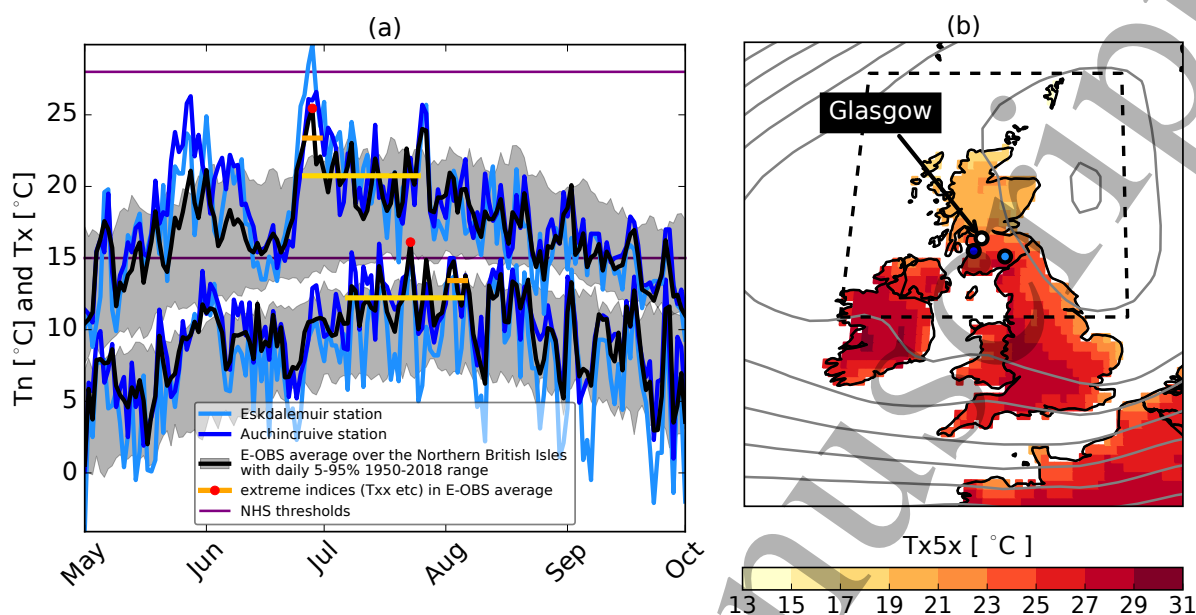 (a)
Tn [ °C] and Tx [ °C]
25
20
15
10
5
0
Eskdalemuir station
Auchincruive station
E-OBS average over the Northern British Isles
with daily 5-95% 1950-2018 range
extreme indices (Txx etc) in E-OBS average
NHS thresholds
May
Jun
Jul
Aug
Sep
Oct
(b)
Glasgow
Tx5x [ °C ]
13 15 17 19 21 23 25 27 29 31
nuscrip